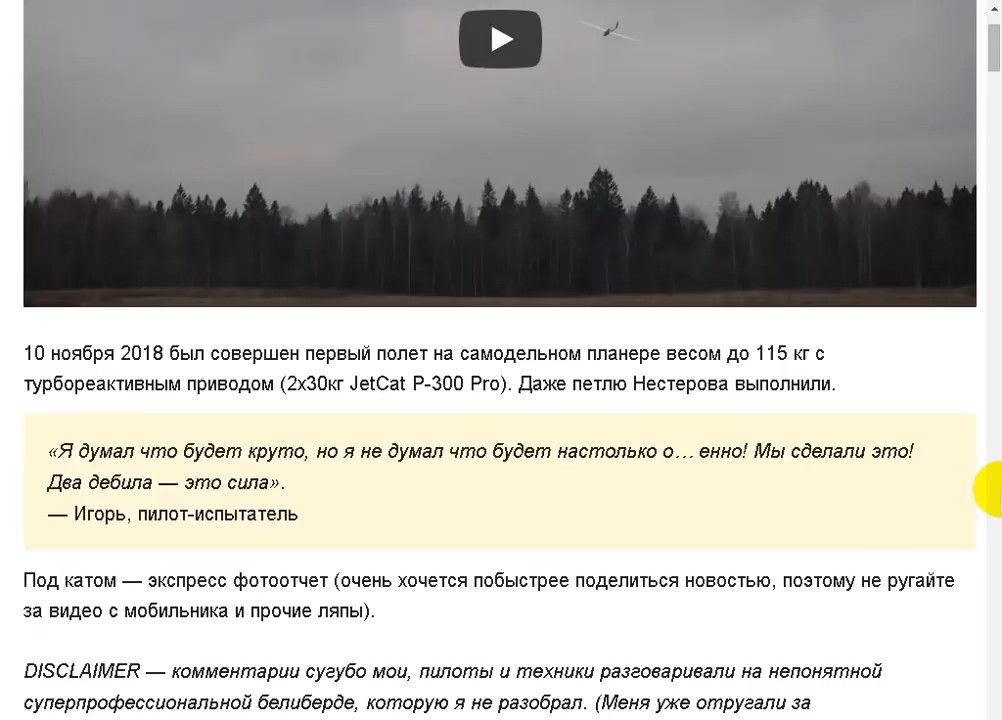 10 ноября 2018 был совершен первый полет на самодельном планере весом до 115 кг с
турбореактивным приводом (2х30кг JetCat P-300 Pro). Даже петлю Нестерова выполнили.
«Я думал что будет круто, но я не думал что будет настолько о… енно! Мы сделали это!
Два дебила — это сила».
— Игорь, пилот-испытатель
Под катом — экспресс фотоотчет (очень хочется побыстрее поделиться новостью, поэтому не ругайте
за видео с мобильника и прочие ляпы).
DISCLAIMER — комментарии сугубо мои, пилоты и техники разговаривали на непонятной
суперпрофессиональной белиберде, которую я не разобрал. (Меня уже отругали за